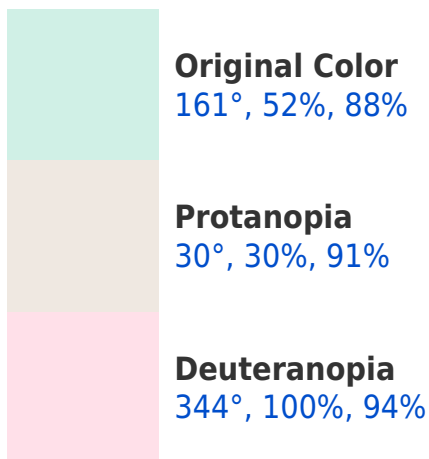 Original Color
161°, 52%, 88%
Protanopia
30°, 30%, 91%
Deuteranopia
344°, 100%, 94%